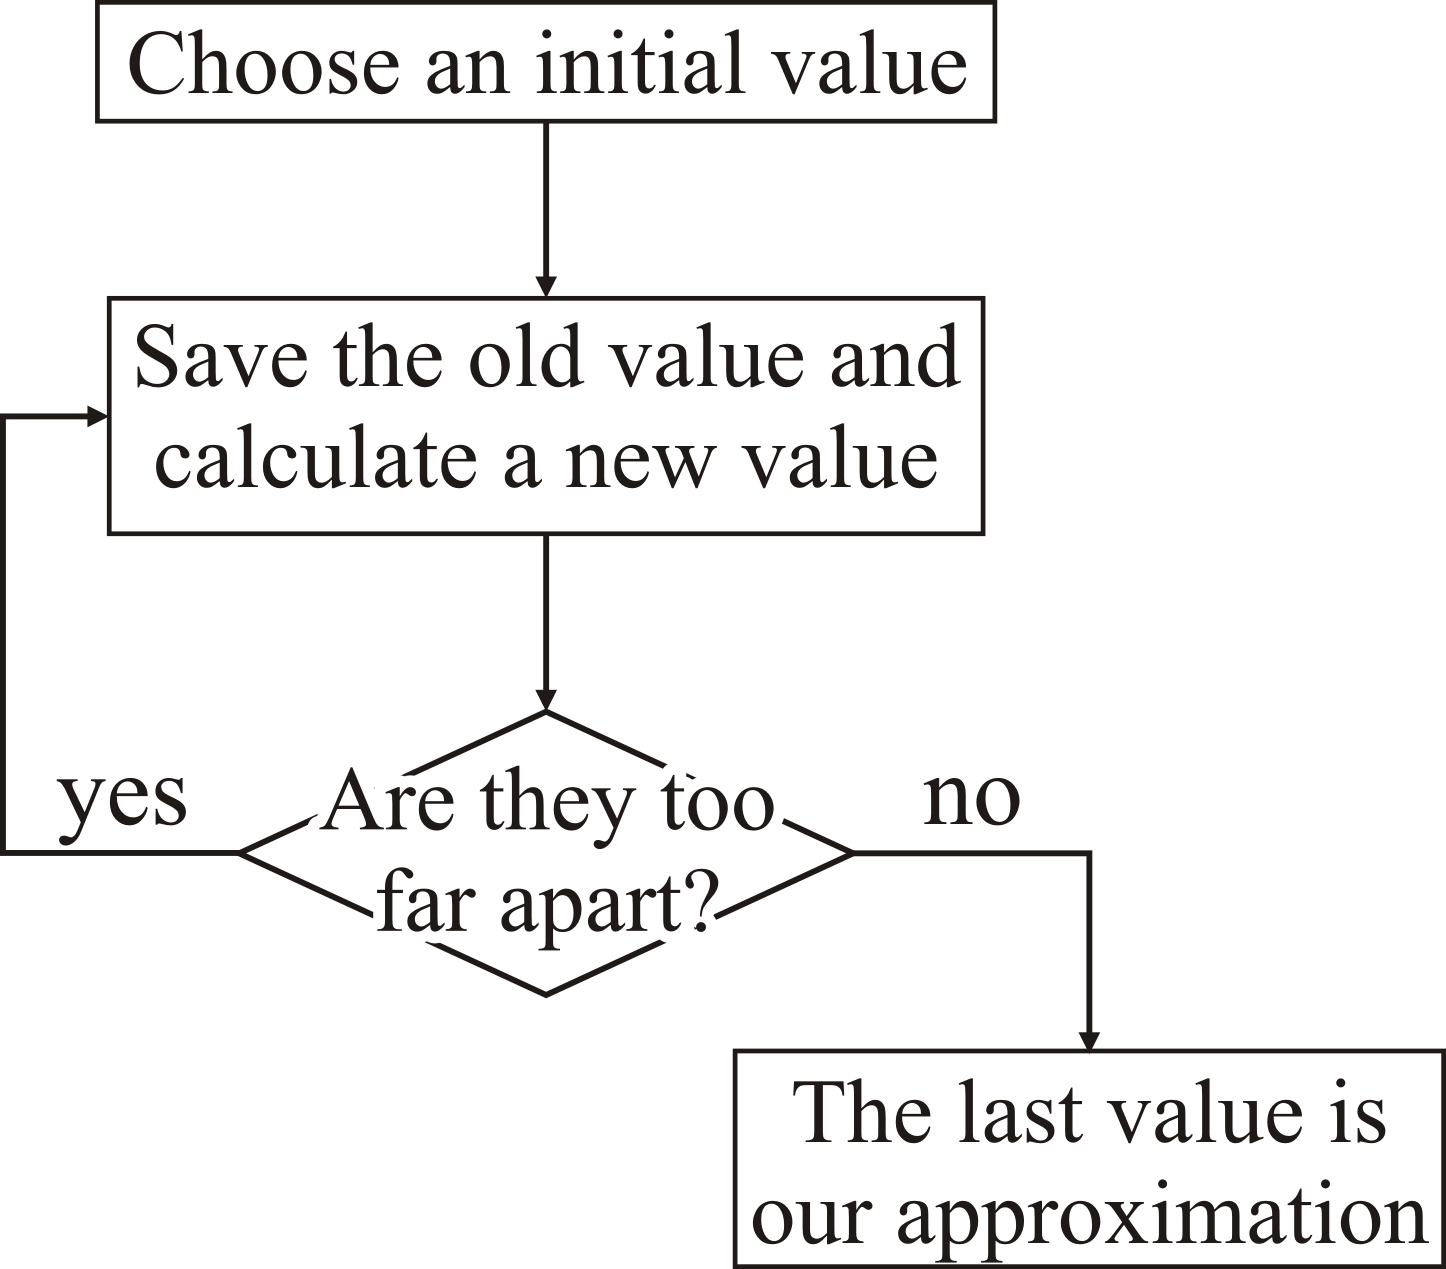 Choose an initial value
Save the old value and
calculate a new value
Are they too
far apart?
yes
no
The last value is
our approximation